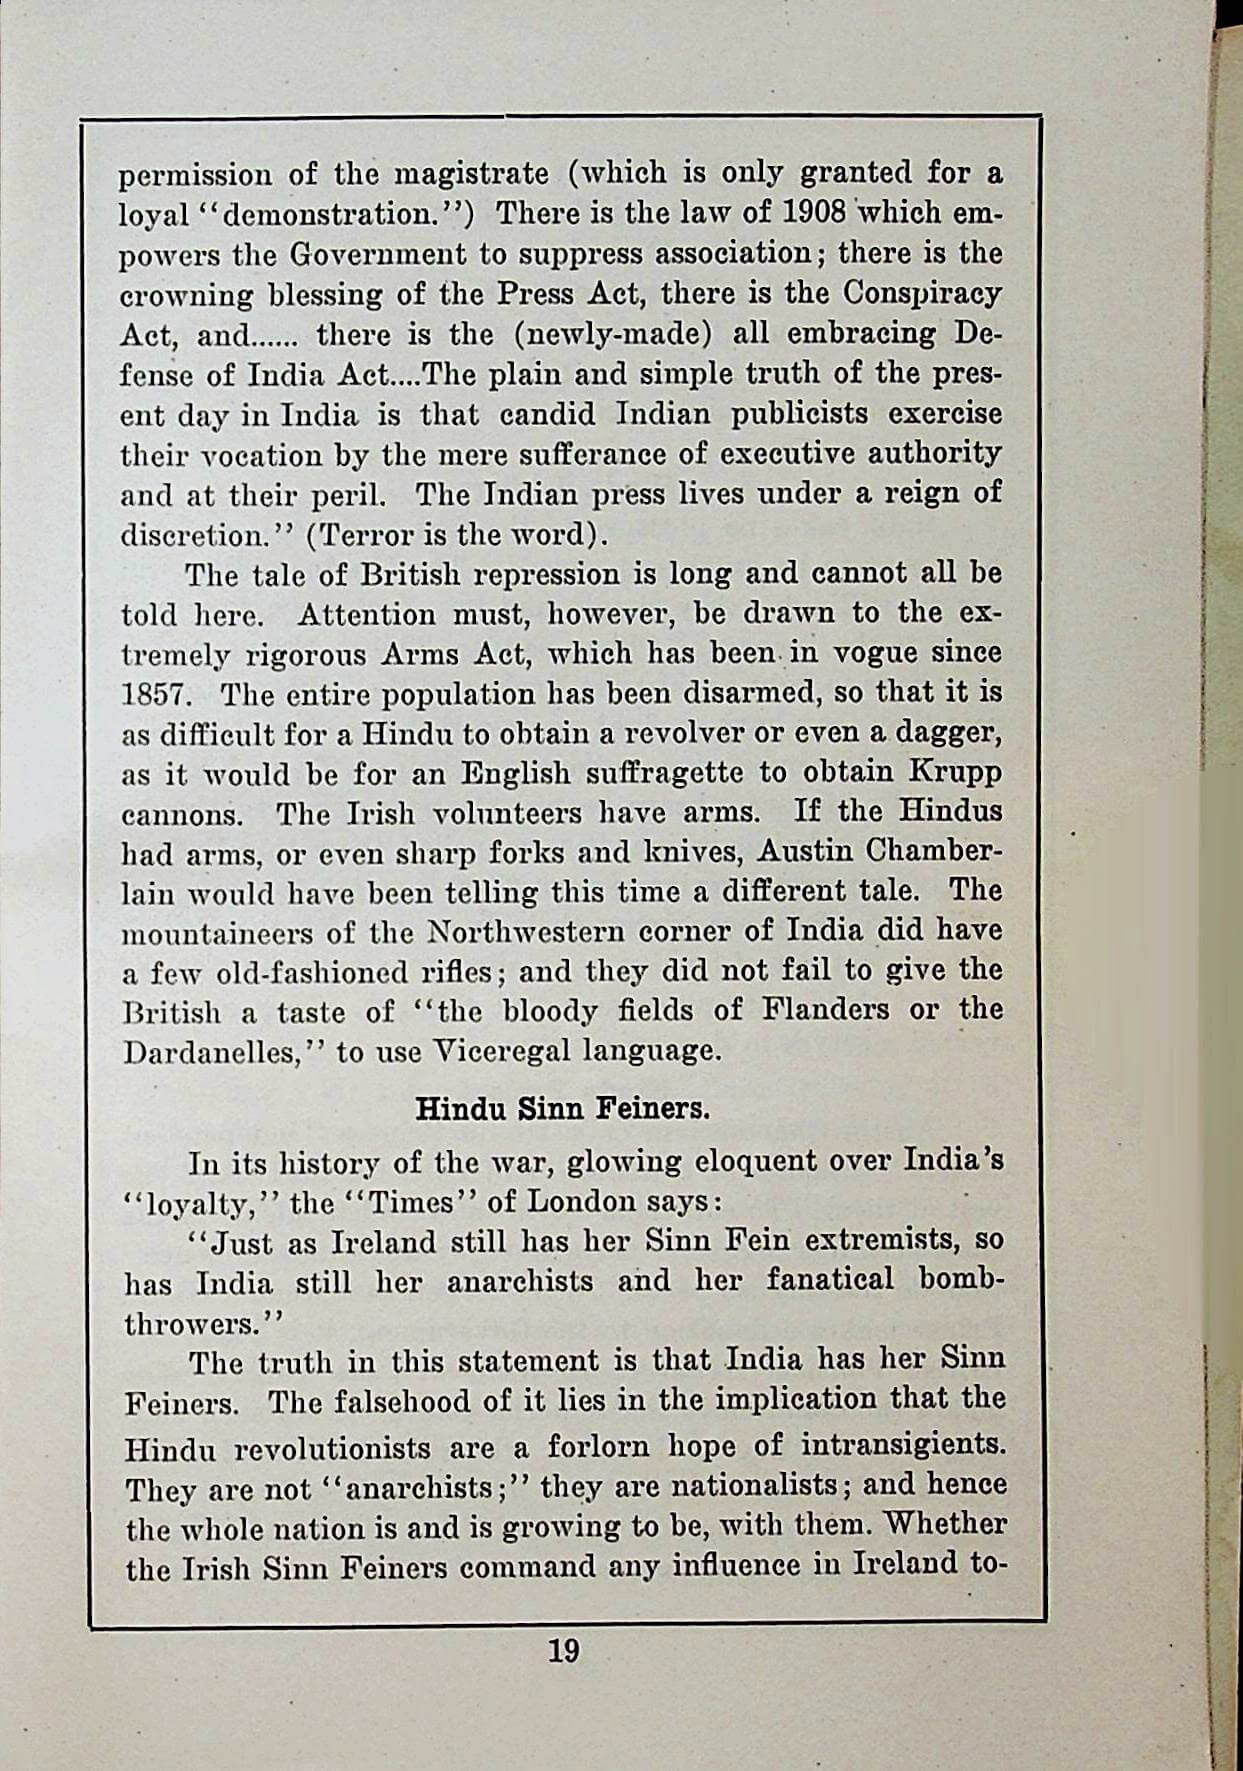 permission of the magistrate (which is only granted for a
loyal "demonstration.") There is the law of 1908 which em-
powers the Government to suppress association; there is the
crowning blessing of the Press Act, there is the Conspiracy
Act, and...... there is the (newly-made) all embracing De-
fense of India Act....The plain and simple truth of the pres-
ent day in India is that candid Indian publicists exercise
their vocation by the mere sufferance of executive authority
and at their peril. The Indian press lives under a reign of
discretion." (Terror is the word).
The tale of British repression is long and cannot all be
told here. Attention must, however, be drawn to the ex-
tremely rigorous Arms Act, which has been in vogue since
1857. The entire population has been disarmed, so that it is
as difficult for a Hindu to obtain a revolver or even a dagger,
as it would be for an English suffragette to obtain Krupp
cannons. The Irish volunteers have arms. If the Hindus
had arms, or even sharp forks and knives, Austin Chamber-
lain would have been telling this time a different tale. The
mountaineers of the Northwestern corner of India did have
a few old-fashioned rifles; and they did not fail to give the
British a taste of "the bloody fields of Flanders or the
Dardanelles," to use Viceregal language.
Hindu Sinn Feiners.
In its history of the war, glowing eloquent over India's
"loyalty," the "Times" of London says:
"Just as Ireland still has her Sinn Fein extremists, so
has India still her anarchists and her fanatical bomb-
throwers."
The truth in this statement is that India has her Sinn
Feiners. The falsehood of it lies in the implication that the
Hindu revolutionists are a forlorn hope of intransigients.
They are not "anarchists;" they are nationalists; and hence
the whole nation is and is growing to be, with them. Whether
the Irish Sinn Feiners command any influence in Ireland to-
19